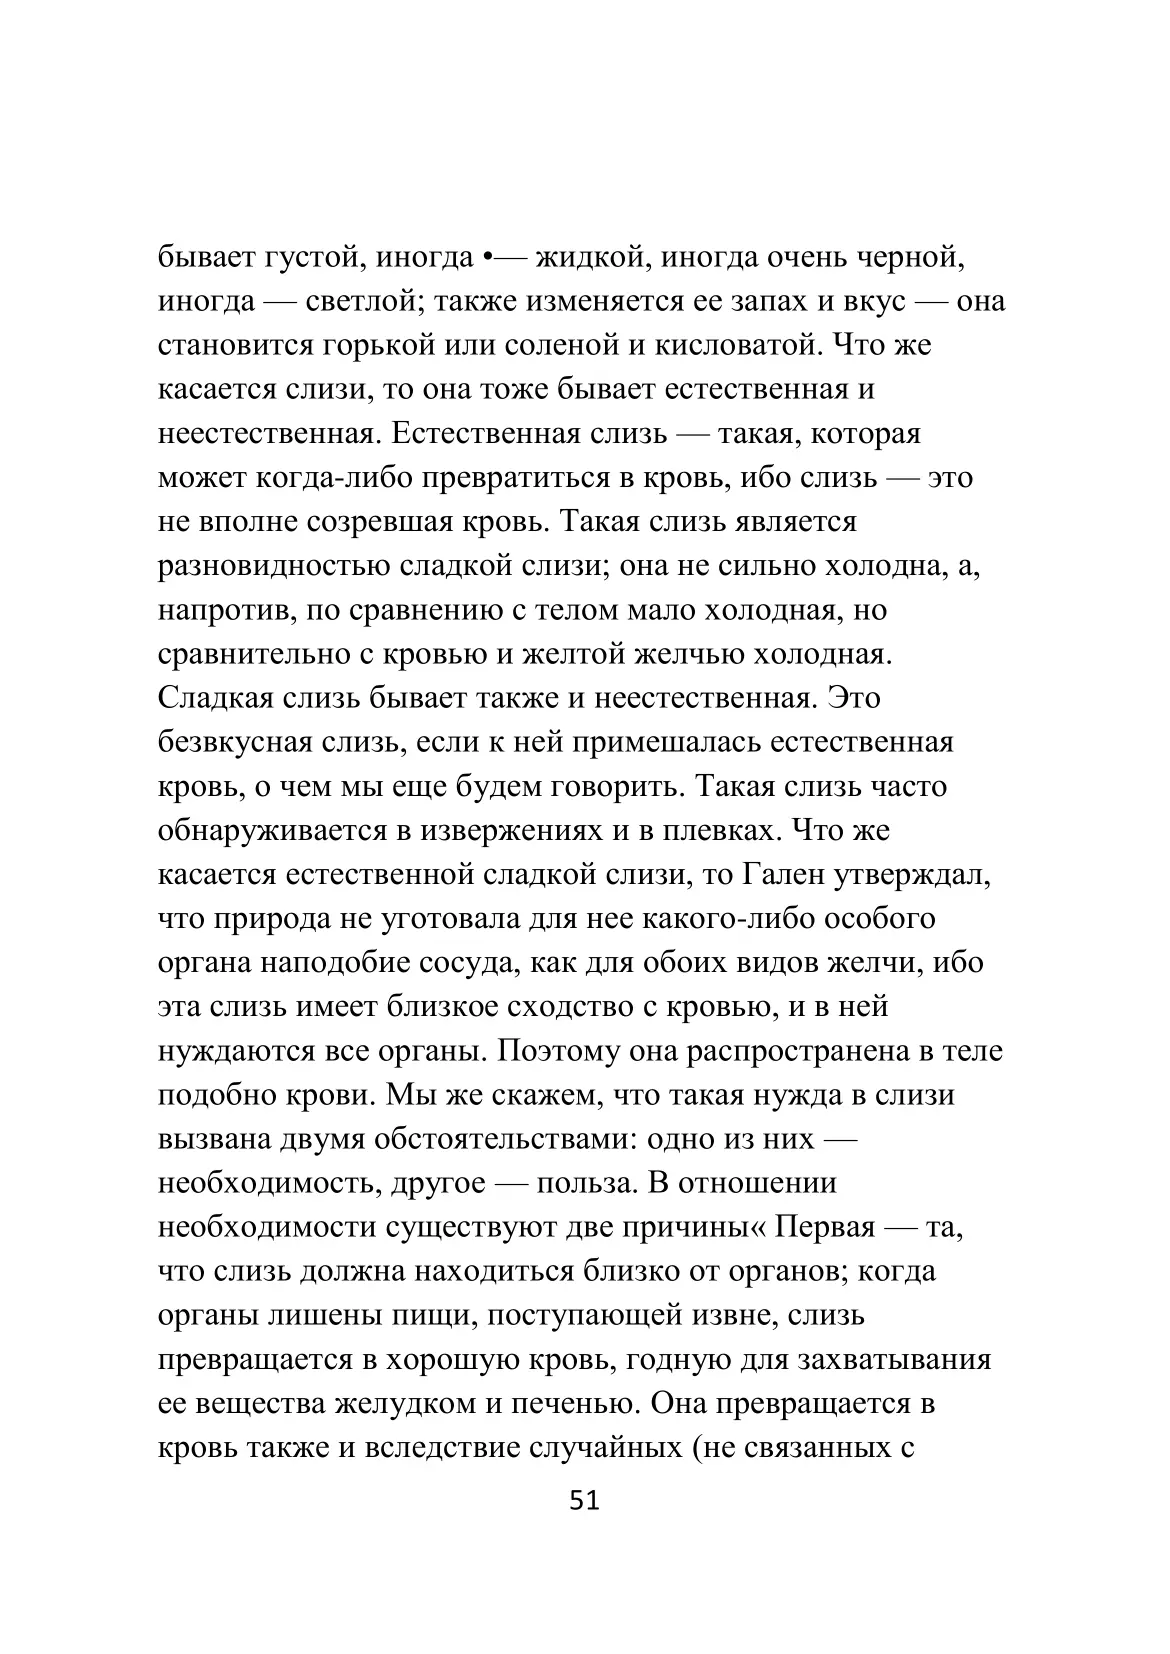 бывает густой, иногда •— жидкой, иногда очень черной,
иногда — светлой; также изменяется ее запах и вкус — она
становится горькой или соленой и кисловатой. Что же
касается слизи, то она тоже бывает естественная и
неестественная. Естественная слизь — такая, которая
может когда-либо превратиться в кровь, ибо слизь — это
не вполне созревшая кровь. Такая слизь является
разновидностью сладкой слизи; она не сильно холодна, а,
напротив, по сравнению с телом мало холодная, но
сравнительно с кровью и желтой желчью холодная.
Сладкая слизь бывает также и неестественная. Это
безвкусная слизь, если к ней примешалась естественная
кровь, о чем мы еще будем говорить. Такая слизь часто
обнаруживается в извержениях и в плевках. Что же
касается естественной сладкой слизи, то Гален утверждал,
что природа не уготовала для нее какого-либо особого
органа наподобие сосуда, как для обоих видов желчи, ибо
эта слизь имеет близкое сходство с кровью, и в ней
нуждаются все органы. Поэтому она распространена в теле
подобно крови. Мы же скажем, что такая нужда в слизи
вызвана двумя обстоятельствами: одно из них —
необходимость, другое — польза. В отношении
необходимости существуют две причины« Первая — та,
что слизь должна находиться близко от органов; когда
органы лишены пищи, поступающей извне, слизь
превращается в хорошую кровь, годную для захватывания
ее вещества желудком и печенью. Она превращается в
кровь также и вследствие случайных (не связанных с
51